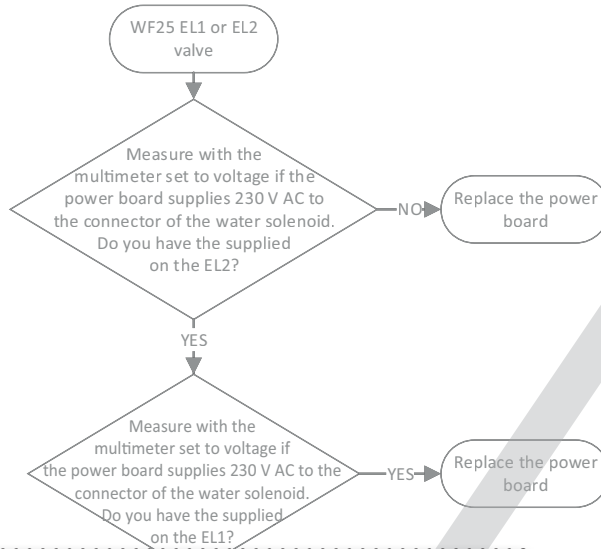 WF25 EL1 or EL2
valve
Measure with the
multimeter set to voltage if the
power board supplies 230 V AC to
the connector of the water solenoid.
Do you have the supplied
on the EL2?
NO
Replace the power
board
YES
Measure with the
multimeter set to voltage if
the power board supplies 230 V AC to the
connector of the water solenoid.
Do you have the supplied
on the EL1?
YES
Replace the power
board